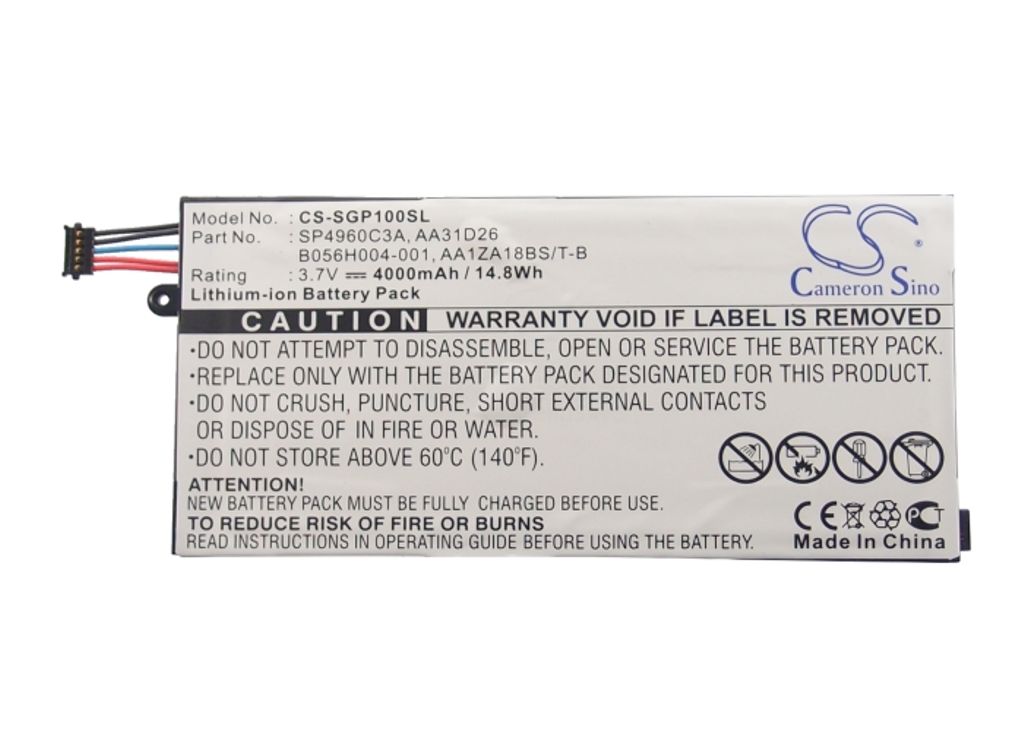 Model No. : CS-SGP100SL
Part No. : SP4960C3A, AA31D26
B056H004-001, AA1ZA18BS/T-B
Rating : 3.7V 4000mAh / 14.8Wh
Lithium-ion Battery Pack
CS®
Cameron Sino
CAUTION WARRANTY VOID IF LABEL IS REMOVED
·DO NOT ATTEMPT TO DISASSEMBLE, OPEN OR SERVICE THE BATTERY PACK.
·REPLACE ONLY WITH THE BATTERY PACK DESIGNATED FOR THIS PRODUCT.
·DO NOT CRUSH, PUNCTURE, SHORT EXTERNAL CONTACTS
OR DISPOSE OF IN FIRE OR WATER.
·DO NOT STORE ABOVE 60°C (140°F).
ATTENTION!
NEW BATTERY PACK MUST BE FULLY CHARGED BEFORE USE.
TO REDUCE RISK OF FIRE OR BURNS
READ INSTRUCTIONS IN OPERATING GUIDE BEFORE USING THE BATTERY.
CE PCT
Made In China